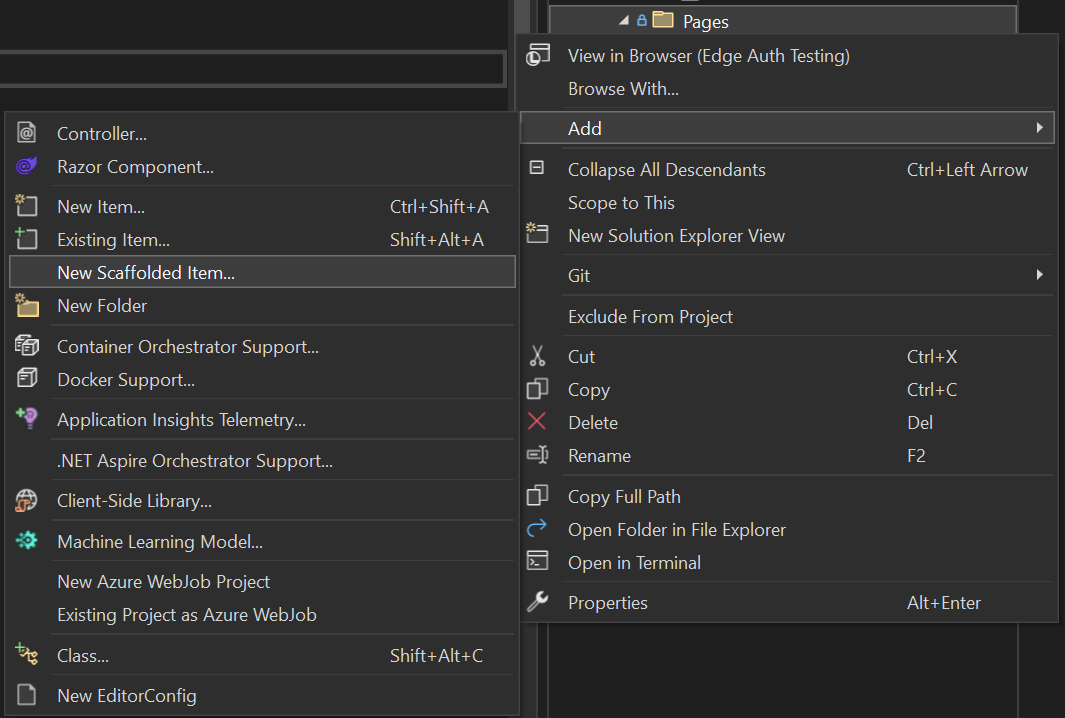 Pages
View in Browser (Edge Auth Testing)
Browse With...
Add
Collapse All Descendants Ctrl+Left Arrow
Scope to This
New Solution Explorer View
Git
Exclude From Project
Cut Ctrl+X
Copy Ctrl+C
Delete Del
Rename F2
Copy Full Path
Open Folder in File Explorer
Open in Terminal
Properties Alt+Enter
Controller...
Razor Component...
New Item... Ctrl+Shift+A
Existing Item... Shift+Alt+A
New Scaffolded Item...
New Folder
Container Orchestrator Support...
Docker Support...
Application Insights Telemetry...
.NET Aspire Orchestrator Support...
Client-Side Library...
Machine Learning Model...
New Azure WebJob Project
Existing Project as Azure WebJob
Class... Shift+Alt+C
New EditorConfig